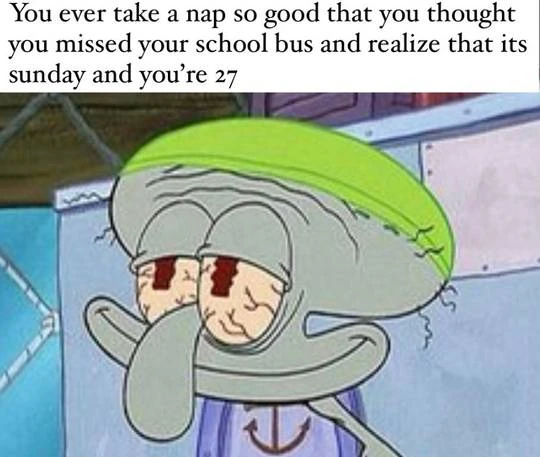 You ever take a nap so good that you thought
you missed your school bus and realize that its
sunday and you’re 27